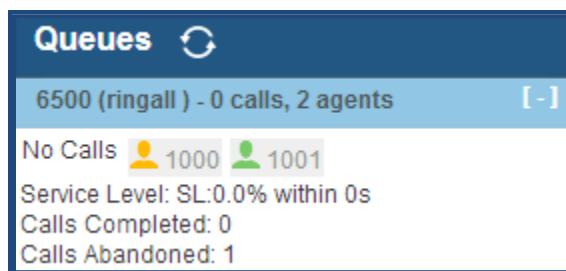 Queues
6500 (ringall ) - 0 calls, 2 agents [-]
No Calls 1000 1001
Service Level: SL:0.0% within 0s
Calls Completed: 0
Calls Abandoned: 1